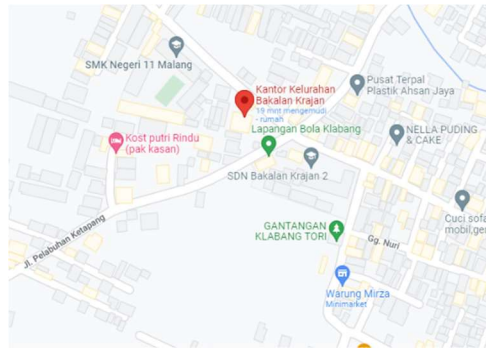 SMK Negeri 11 Malang
Kantor Kelurahan
Bakalan Krajan
19 mnt mengemudi
- rumah
Pusat Terpal
Plastik Ahsan Jaya
Lapangan Bola Klabang
Kost putri Rindu
(pak kasan)
NELLA PUDING
& CAKE
SDN Bakalan Krajan 2
Cuci sofa
mobil,ger
GANTANGAN
KLABANG TORI
Gg. Nuri
Jl. Pelabuhan Ketapang
Warung Mirza
Minimarket